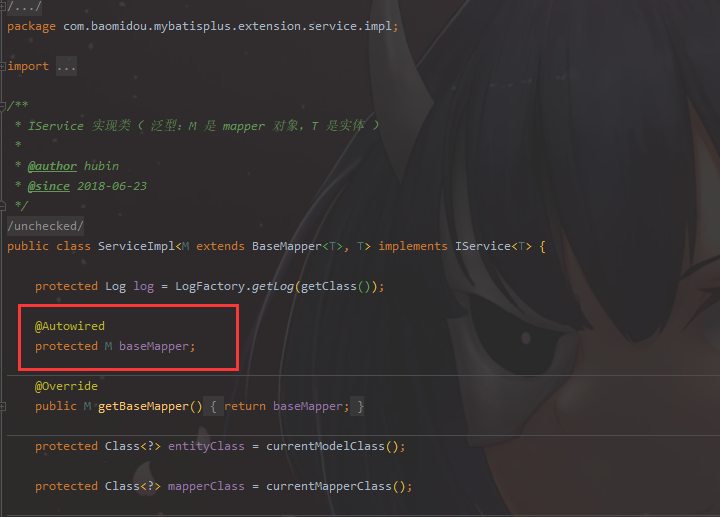 /.../
package com.baomidou.mybatisplus.extension.service.impl;
import ...
/**
* IService 实现类（ 泛型：M 是 mapper 对象，T 是实体 ）
*
* @author hubin
* @since 2018-06-23
*/
/unchecked/
public class ServiceImpl<M extends BaseMapper<T>, T> implements IService<T> {
protected Log log = LogFactory.getLog(getClass());
@Autowired
protected M baseMapper;
@Override
public M getBaseMapper() { return baseMapper; }
protected Class<?> entityClass = currentModelClass();
protected Class<?> mapperClass = currentMapperClass();